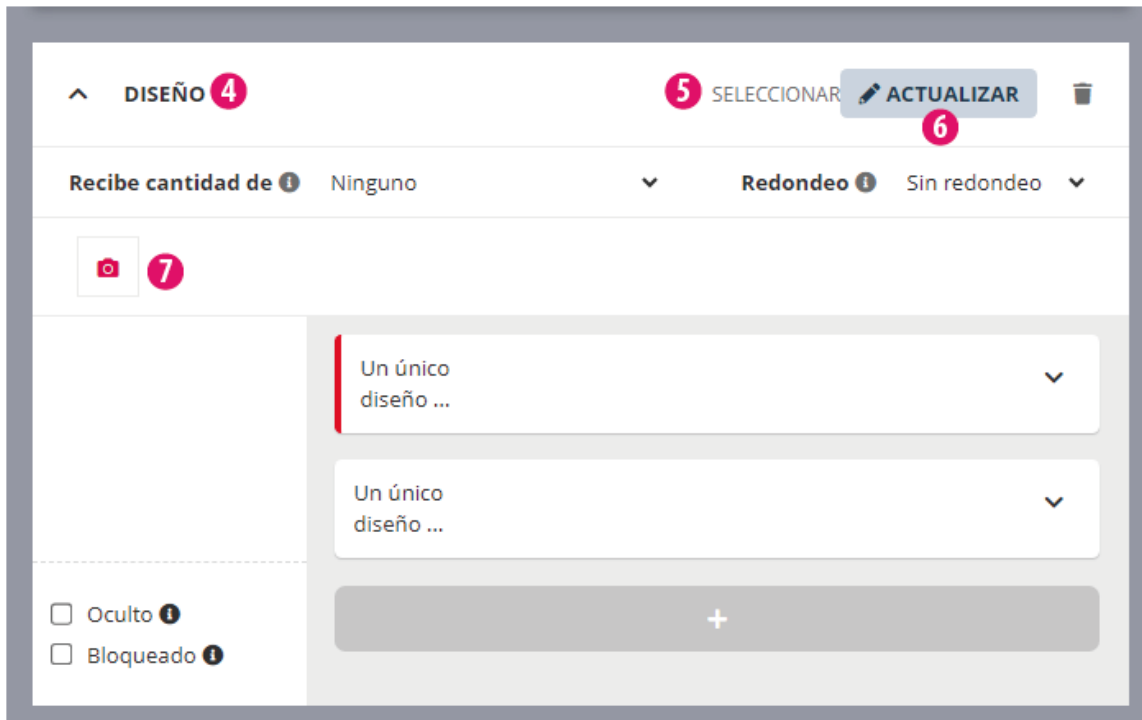 DISEÑO 4 5 SELECCIONAR ACTUALIZAR
6
Recibe cantidad de Ninguno Redondeo Sin redondeo
7
Un único
diseño ...
Un único
diseño ...
+
Oculto
Bloqueado